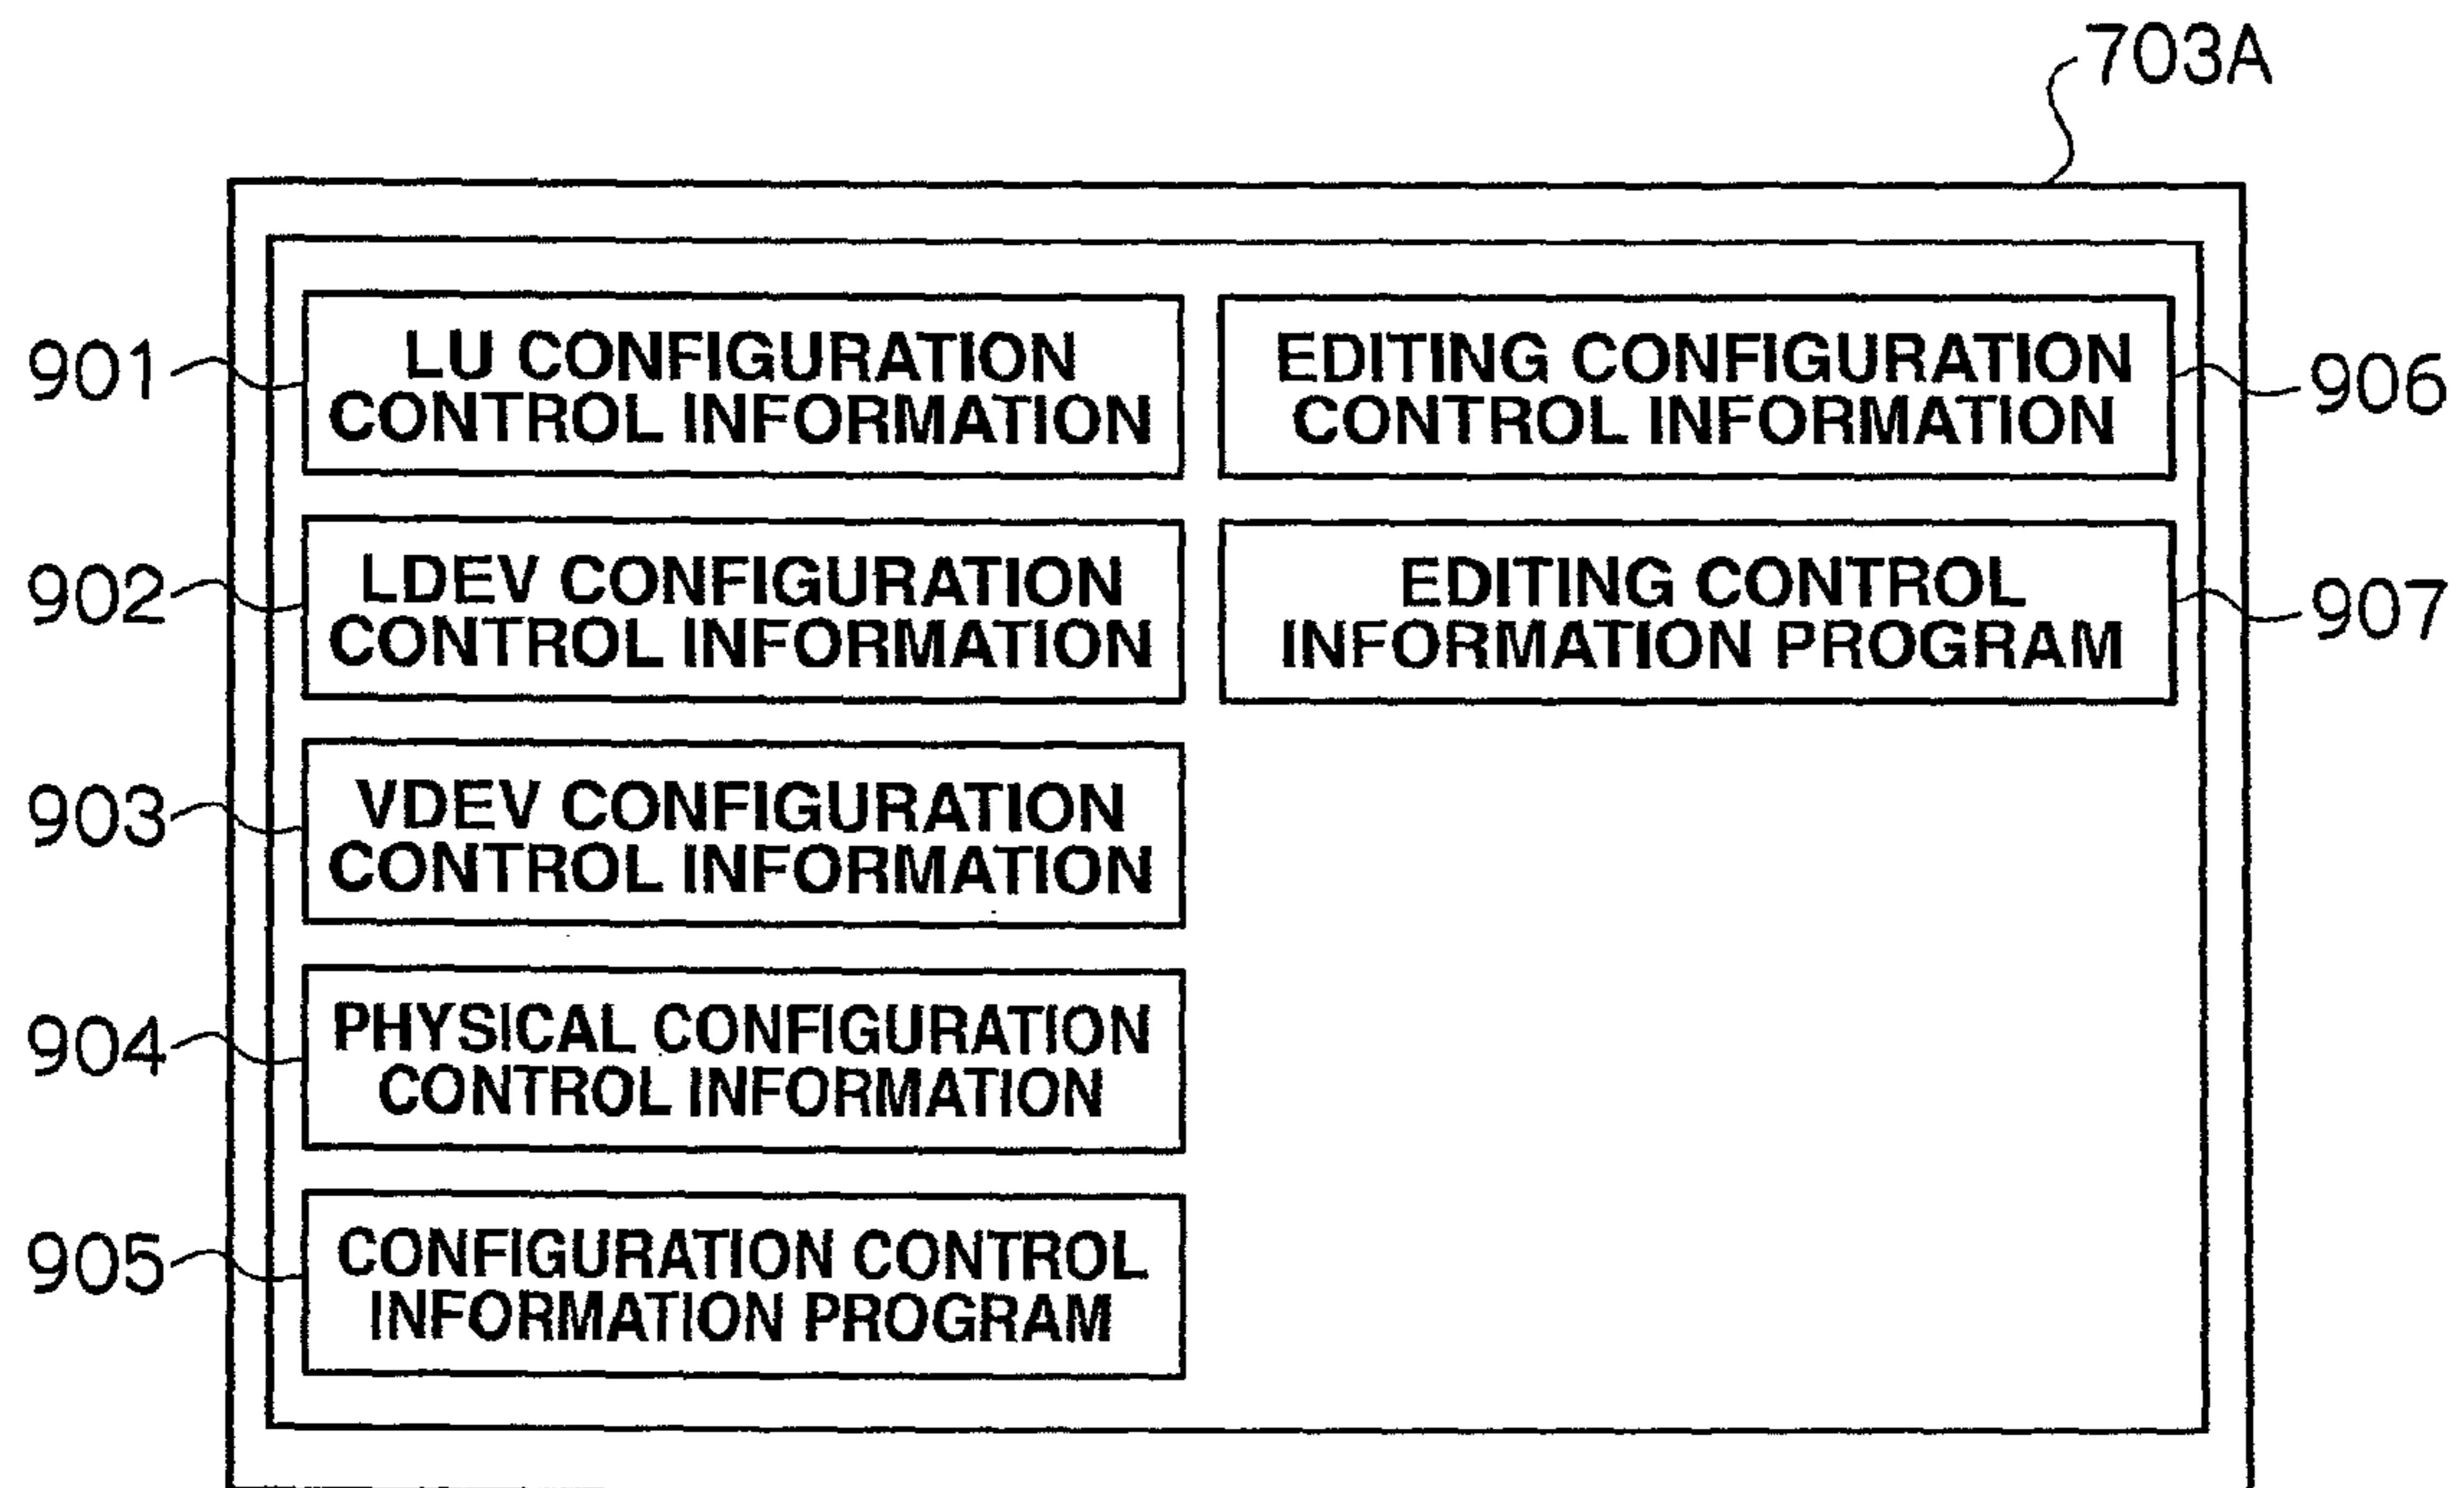 703A
901
LU CONFIGURATION
CONTROL INFORMATION
EDITING CONFIGURATION
CONTROL INFORMATION
906
902
LDEV CONFIGURATION
CONTROL INFORMATION
EDITING CONTROL
INFORMATION PROGRAM
907
903
VDEV CONFIGURATION
CONTROL INFORMATION
904
PHYSICAL CONFIGURATION
CONTROL INFORMATION
905
CONFIGURATION CONTROL
INFORMATION PROGRAM